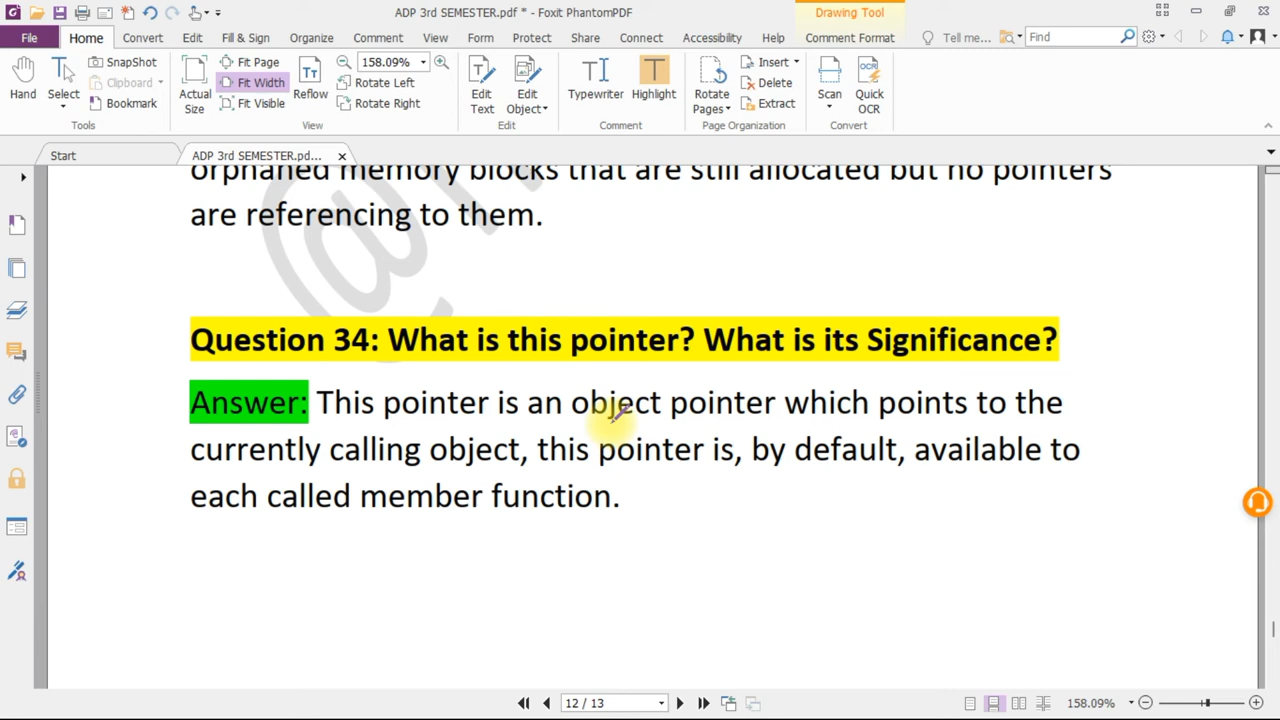 ADP 3rd SEMESTER.pdf * - Foxit PhantomPDF
Drawing Tool
File Home Convert Edit Fill & Sign Organize Comment View Form Protect Share Connect Accessibility Help Comment Format Tell me... Find
Hand
Select
SnapShot
Clipboard
Bookmark
Tools
Actual Size
Fit Page
Fit Width
Fit Visible
Reflow
158.09%
Rotate Left
Rotate Right
View
Edit Text
Edit Object
Edit
Typewriter
Highlight
Comment
Rotate Pages
Insert
Delete
Extract
Page Organization
Scan
Quick OCR
Convert
Start
ADP 3rd SEMESTER.pd...
orphaned memory blocks that are still allocated but no pointers
are referencing to them.
Question 34: What is this pointer? What is its Significance?
Answer: This pointer is an object pointer which points to the
currently calling object, this pointer is, by default, available to
each called member function.
12 / 13
158.09%